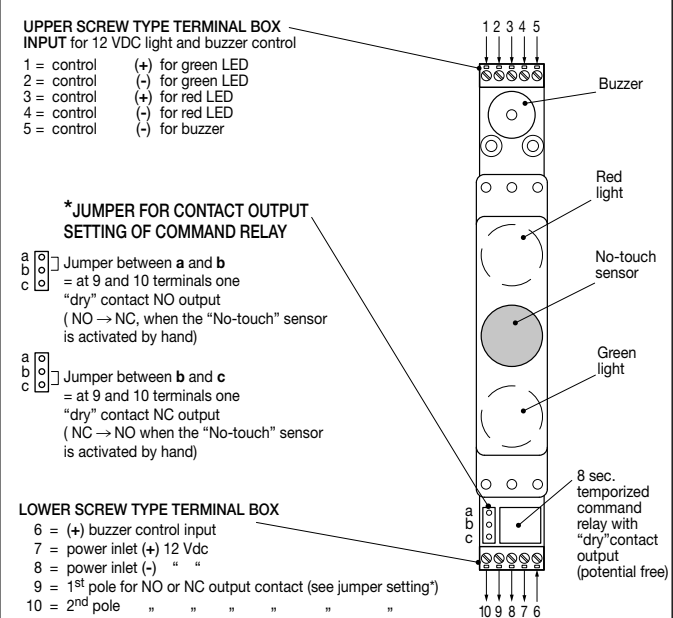 UPPER SCREW TYPE TERMINAL BOX
INPUT for 12 VDC light and buzzer control
1 = control (+) for green LED
2 = control (-) for green LED
3 = control (+) for red LED
4 = control (-) for red LED
5 = control (-) for buzzer
1 2 3 4 5
Buzzer
Red
light
No-touch
sensor
Green
light
*JUMPER FOR CONTACT OUTPUT
SETTING OF COMMAND RELAY
a
b
c
Jumper between a and b
= at 9 and 10 terminals one
“dry” contact NO output
( NO → NC, when the “No-touch” sensor
is activated by hand)
a
b
c
Jumper between b and c
= at 9 and 10 terminals one
“dry” contact NC output
( NC → NO when the “No-touch” sensor
is activated by hand)
a
b
c
8 sec.
temporized
command
relay with
“dry”contact
output
(potential free)
LOWER SCREW TYPE TERMINAL BOX
6 = (+) buzzer control input
7 = power inlet (+) 12 Vdc
8 = power inlet (-) “ “
9 = 1st pole for NO or NC output contact (see jumper setting*)
10 = 2nd pole „ „ „ „ „ „
10 9 8 7 6